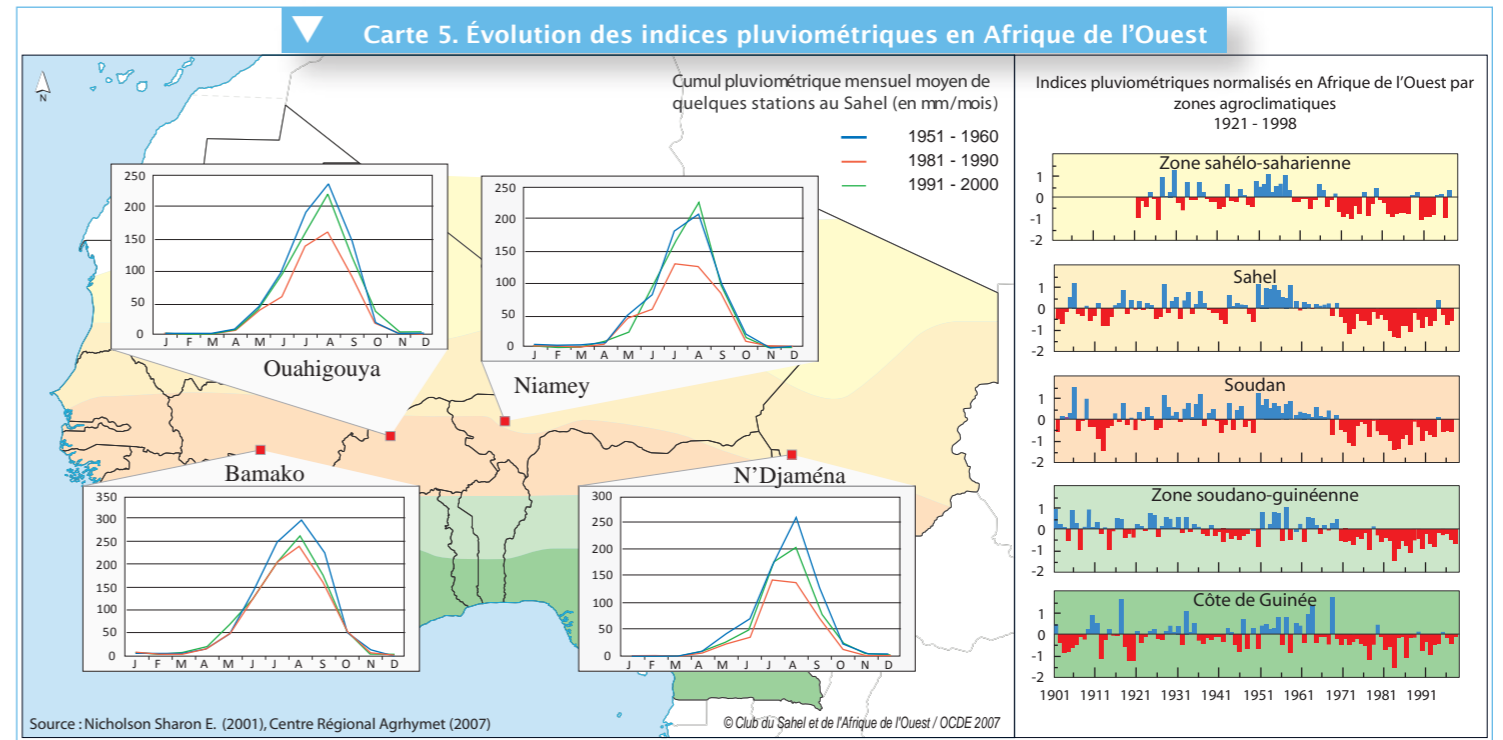 Carte 5. Évolution des indices pluviométriques en Afrique de l'Ouest
N
Cumul pluviométrique mensuel moyen de
quelques stations au Sahel (en mm/mois)
1951 - 1960
1981 - 1990
1991 - 2000
250
200
150
100
50
0
J F M A M J J A S O N D
Ouahigouya
250
200
150
100
50
0
J F M A M J J A S O N D
Niamey
Bamako
350
300
250
200
150
100
50
0
J F M A M J J A S O N D
N'Djaména
300
250
200
150
100
50
0
J F M A M J J A S O N D
Source : Nicholson Sharon E. (2001), Centre Régional Agrhymet (2007)
© Club du Sahel et de l'Afrique de l'Ouest / OCDE 2007
Indices pluviométriques normalisés en Afrique de l'Ouest par
zones agroclimatiques
1921 - 1998
Zone sahélo-saharienne
1
0
-1
-2
Sahel
1
0
-1
-2
Soudan
1
0
-1
-2
Zone soudano-guinéenne
1
0
-1
-2
Côte de Guinée
1
0
-1
-2
1901 1911 1921 1931 1941 1951 1961 1971 1981 1991